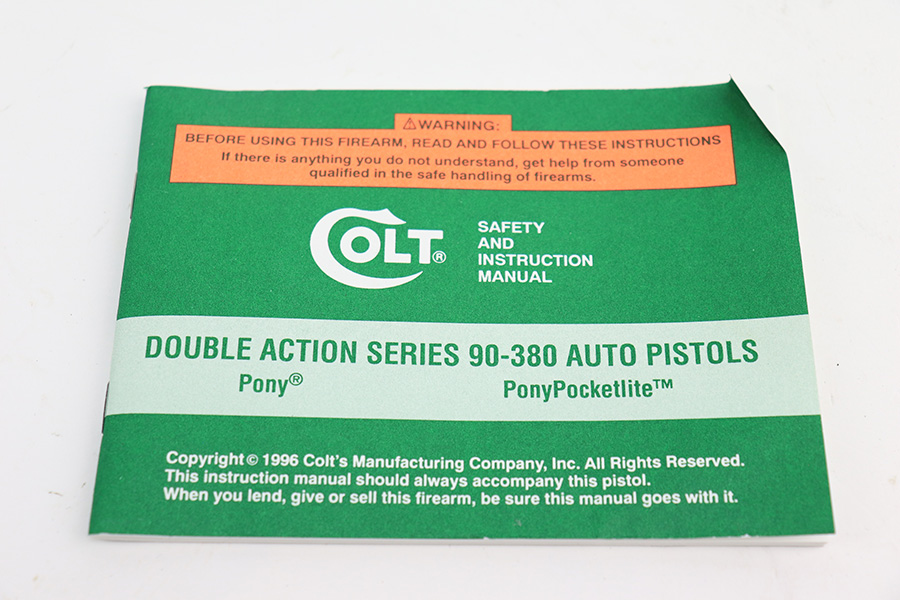 ⚠WARNING:
BEFORE USING THIS FIREARM, READ AND FOLLOW THESE INSTRUCTIONS
If there is anything you do not understand, get help from someone
qualified in the safe handling of firearms.
COLT®
SAFETY
AND
INSTRUCTION
MANUAL
DOUBLE ACTION SERIES 90-380 AUTO PISTOLS
Pony® PonyPocketlite™
Copyright © 1996 Colt's Manufacturing Company, Inc. All Rights Reserved.
This instruction manual should always accompany this pistol.
When you lend, give or sell this firearm, be sure this manual goes with it.